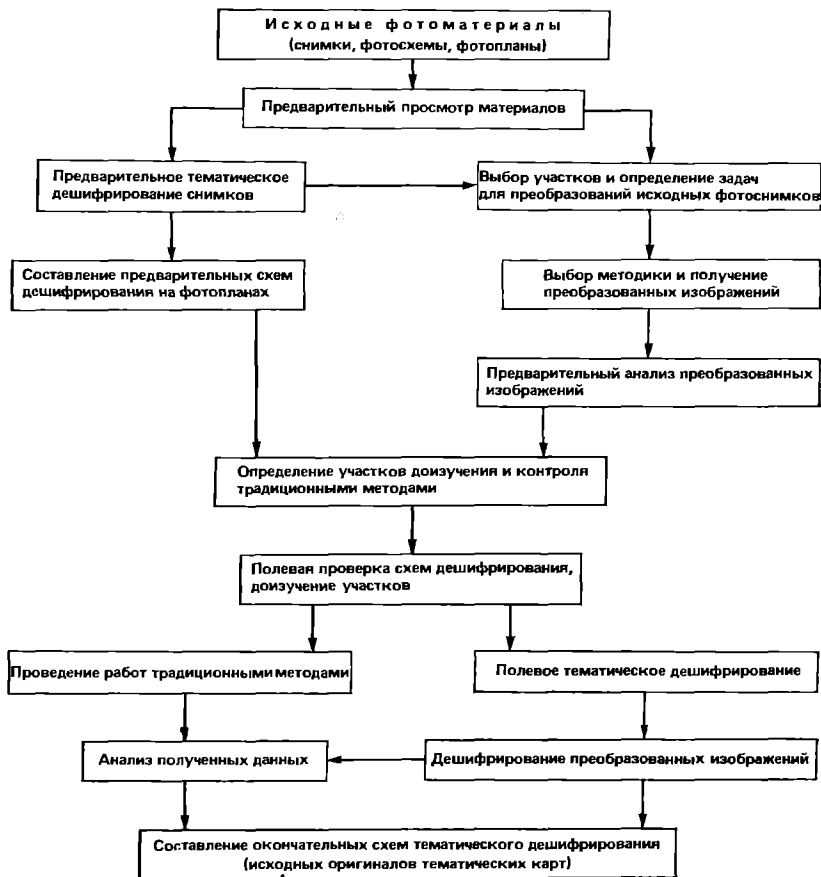 Исходные фотоматериалы
(снимки, фотосхемы, фотопланы)
Предварительный просмотр материалов
Предварительное тематическое
дешифрирование снимков
Выбор участков и определение задач
для преобразований исходных фотоснимков
Составление предварительных схем
дешифрирования на фотопланах
Выбор методики и получение
преобразованных изображений
Предварительный анализ преобразованных
изображений
Определение участков доизучения и контроля
традиционными методами
Полевая проверка схем дешифрирования,
доизучение участков
Проведение работ традиционными методами
Полевое тематическое дешифрирование
Анализ полученных данных
Дешифрирование преобразованных изображений
Составление окончательных схем тематического дешифрирования
(исходных оригиналов тематических карт)